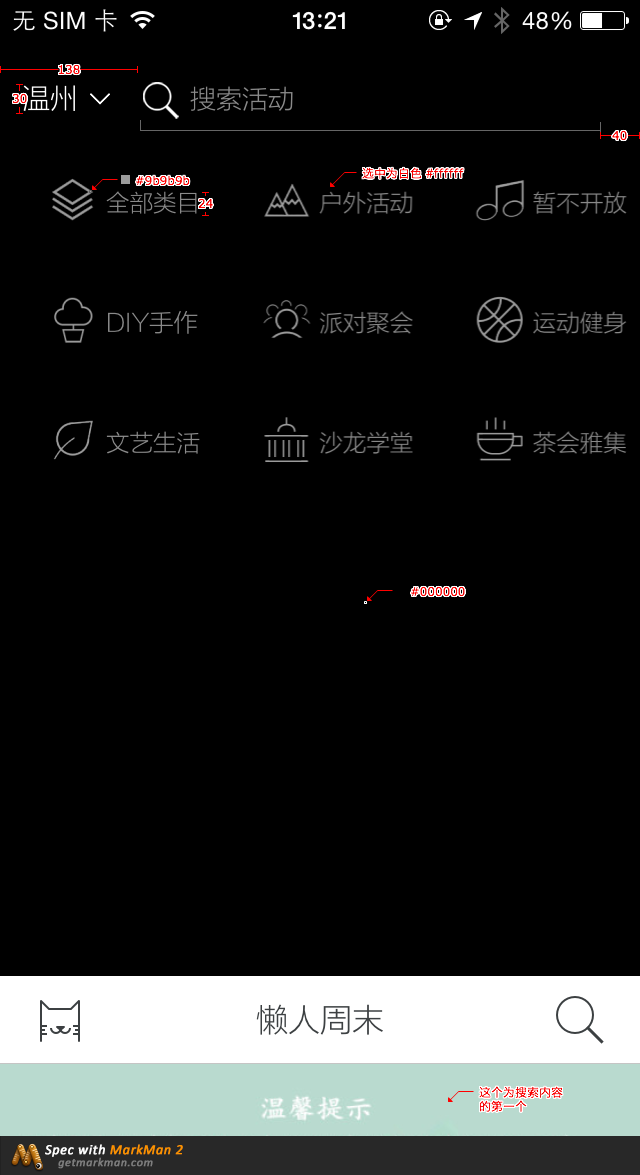 无 SIM 卡 13:21 48%
138
30 温州 搜索活动
40
#9b9b9b 选中为白色 #ffffff
全部类目 24 户外活动 暂不开放
DIY手作 派对聚会 运动健身
文艺生活 沙龙学堂 茶会雅集
#000000
懒人周末
这个为搜索内容
的第一个
温馨提示
Spec with MarkMan 2
getmarkman.com